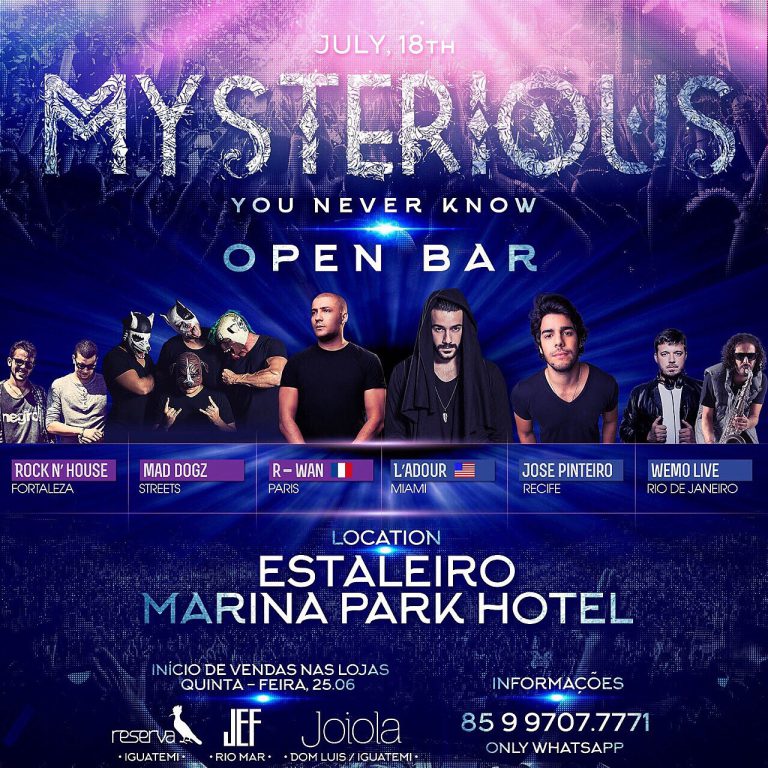 JULY, 18TH
MYSTERIOUS
YOU NEVER KNOW
OPEN BAR
negrd
ROCK N' HOUSE
FORTALEZA
MAD DOGZ
STREETS
R – WAN
PARIS
L'ADOUR
MIAMI
JOSE PINTEIRO
RECIFE
WEMO LIVE
RIO DE JANEIRO
LOCATION
ESTALEIRO
MARINA PARK HOTEL
INÍCIO DE VENDAS NAS LOJAS
QUINTA – FEIRA, 25.06
reserva
• IGUATEMI •
JEF
• RIO MAR •
Joiola
• DOM LUIS / IGUATEMI •
INFORMAÇÕES
85 9 9707.7771
ONLY WHATSAPP